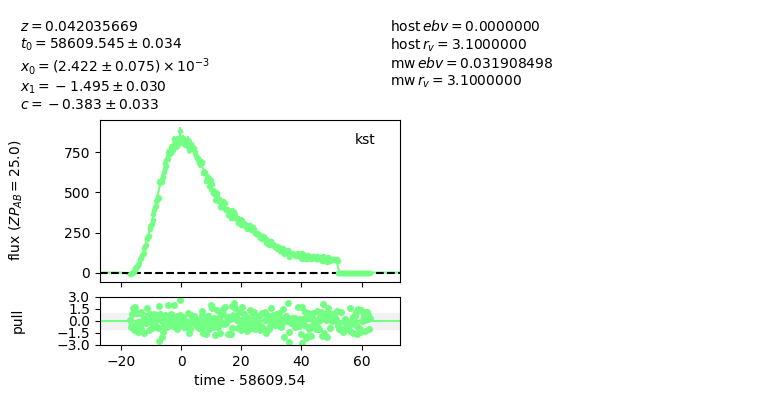 z = 0.042035669
t₀ = 58609.545 ± 0.034
x₀ = (2.422 ± 0.075) × 10⁻³
x₁ = −1.495 ± 0.030
c = −0.383 ± 0.033
host ebv = 0.0000000
host r_v = 3.1000000
mw ebv = 0.031908498
mw r_v = 3.1000000
kst
flux (ZP_AB = 25.0)
750
500
250
0
pull
3.0
1.5
0.0
−1.5
−3.0
−20 0 20 40 60
time - 58609.54